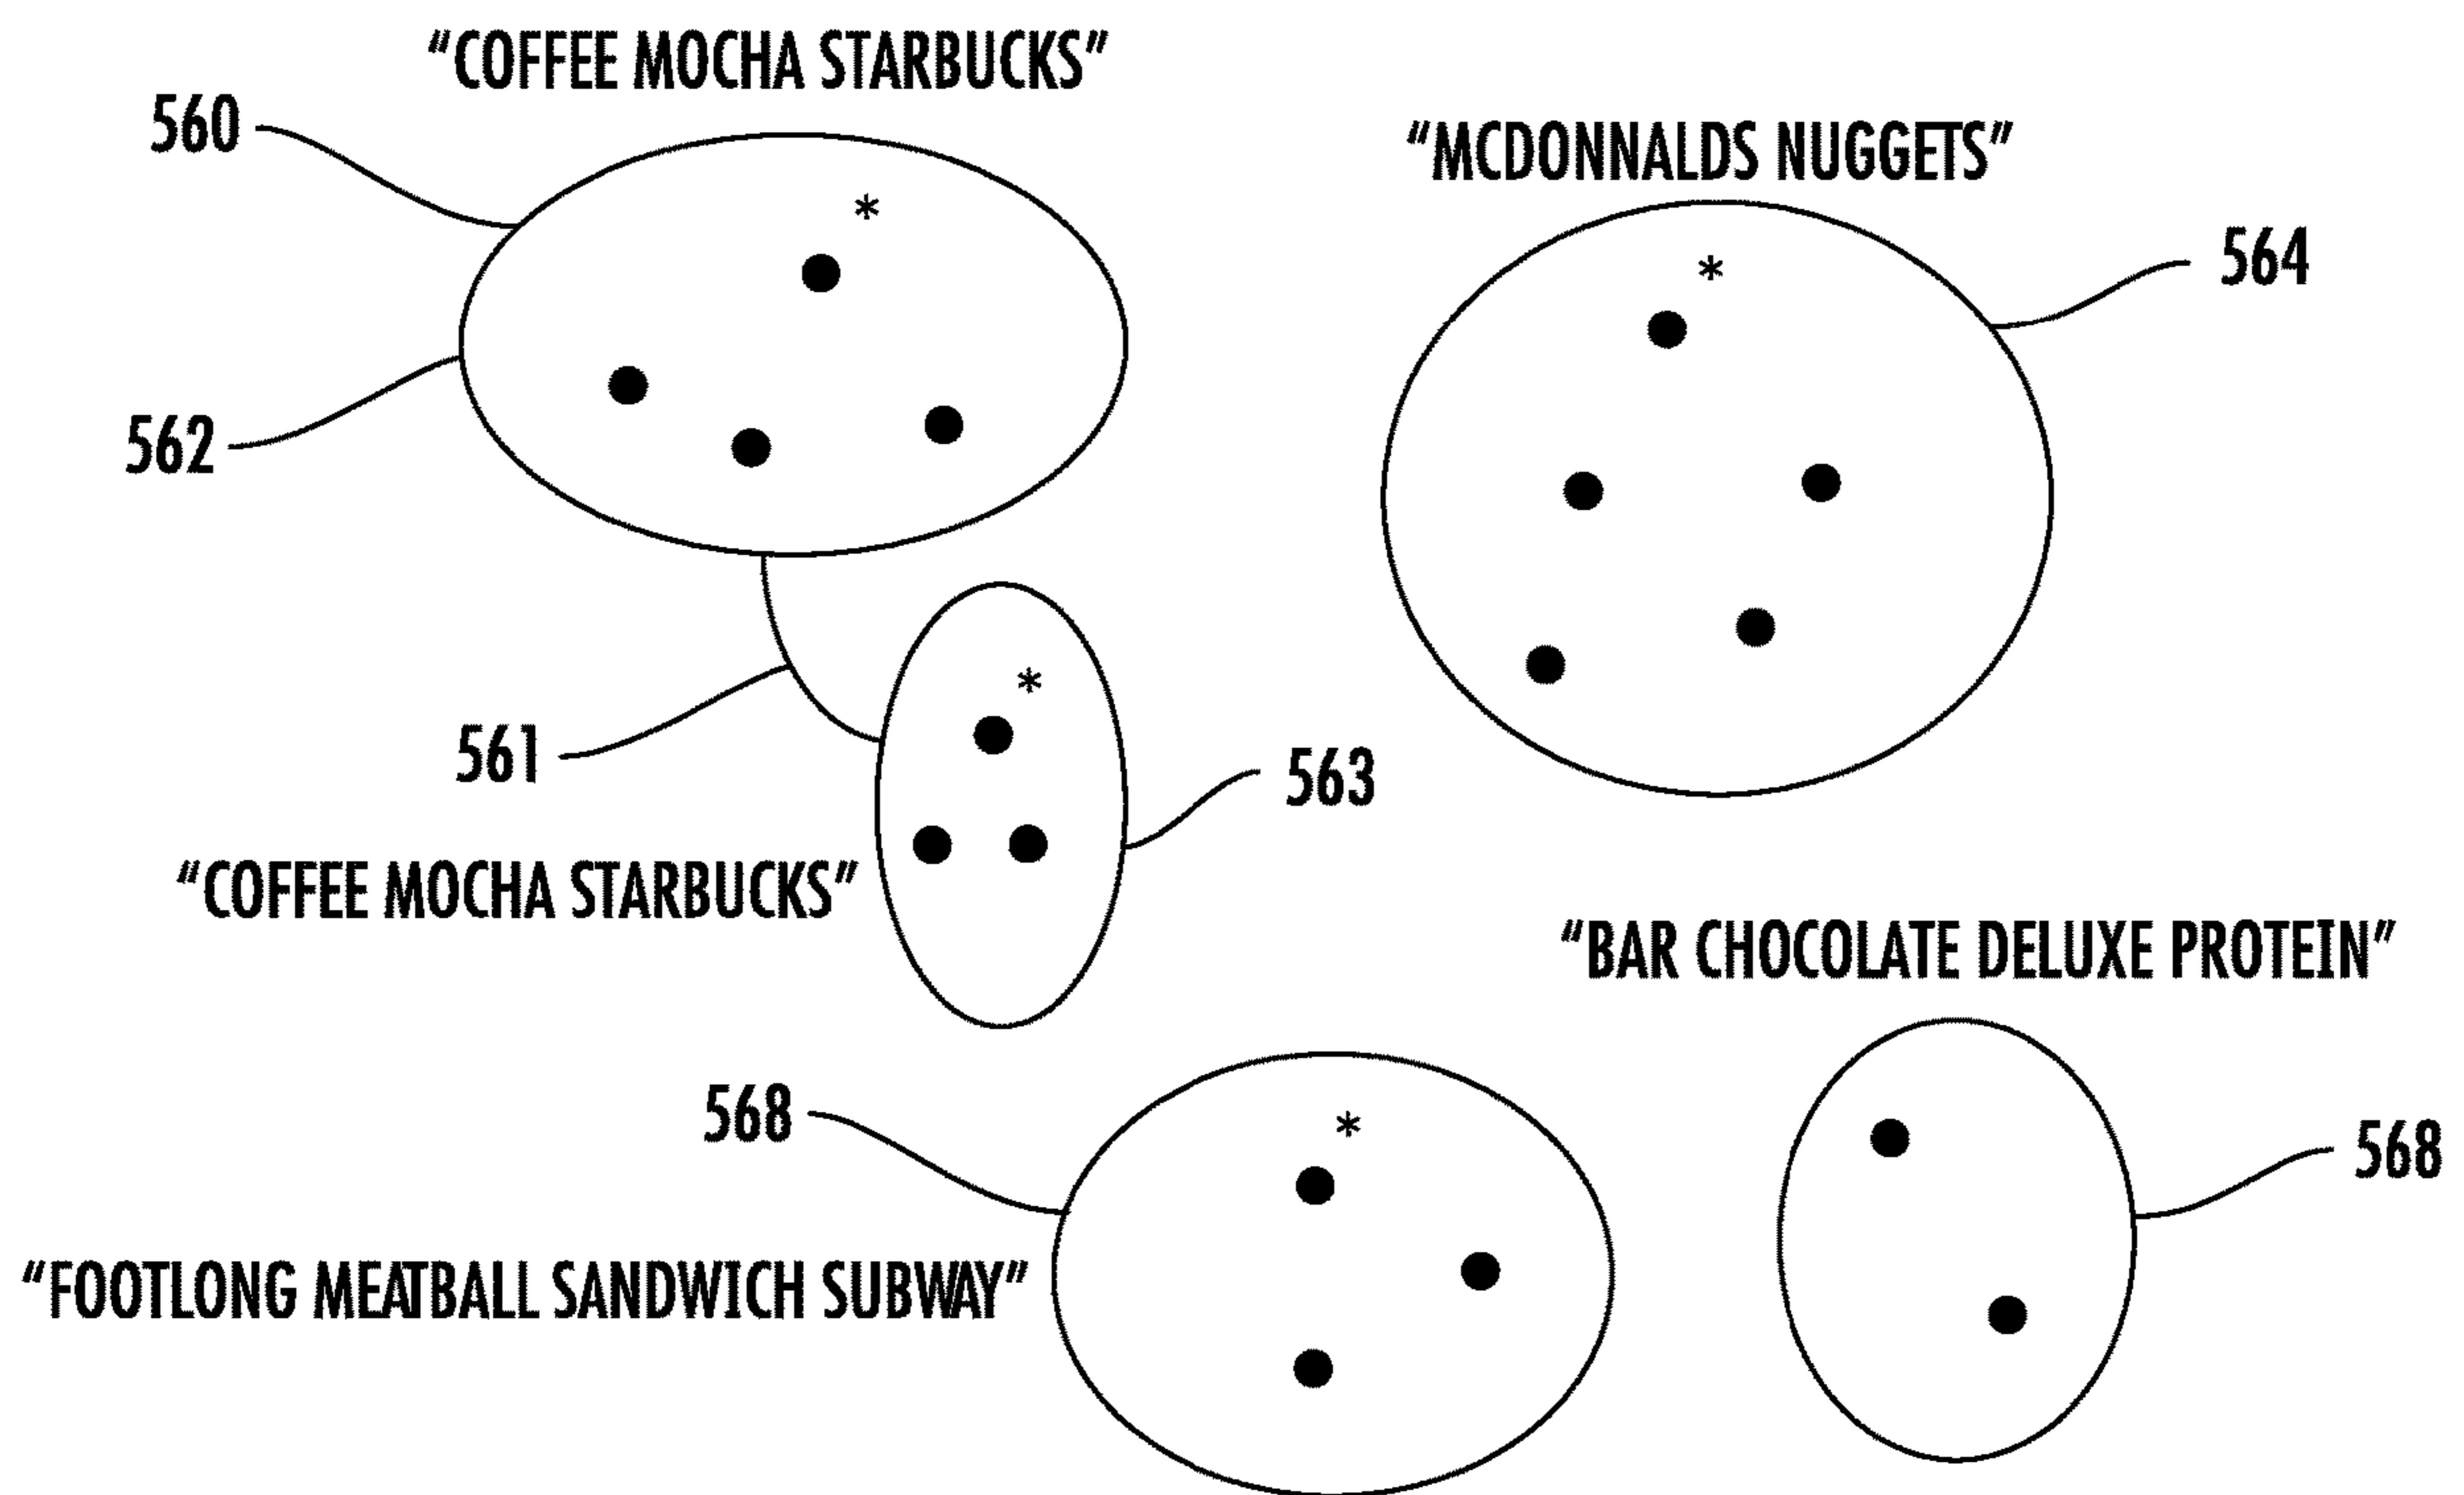 “COFFEE MOCHA STARBUCKS”
560
“MCDONNALDS NUGGETS”
*
564
*
562
*
561
563
“COFFEE MOCHA STARBUCKS”
“BAR CHOCOLATE DELUXE PROTEIN”
568
*
568
“FOOTLONG MEATBALL SANDWICH SUBWAY”